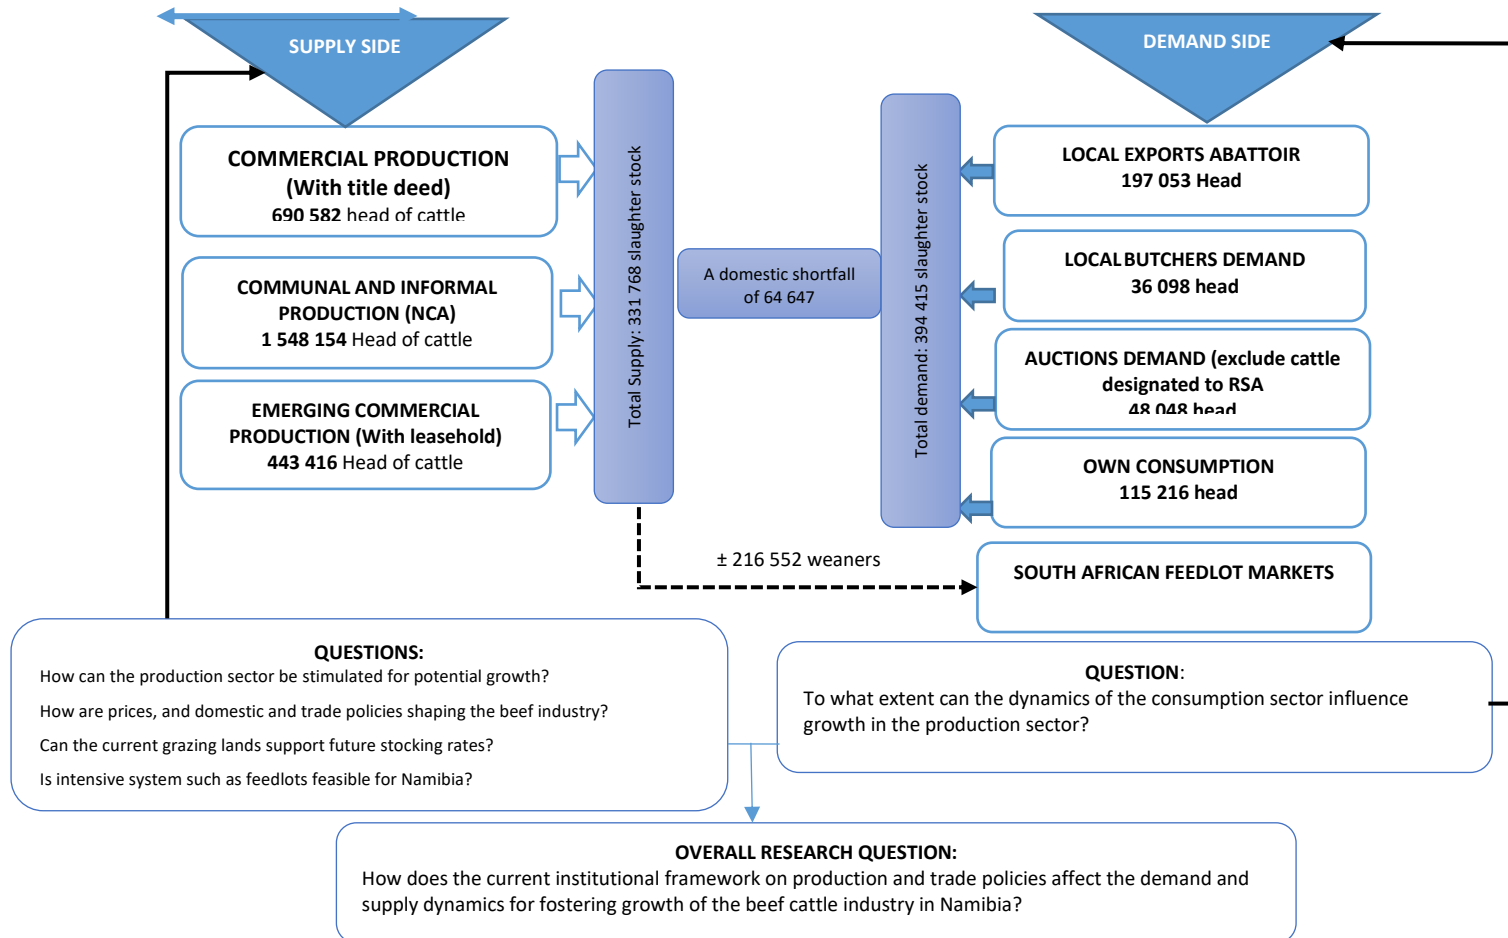 SUPPLY SIDE
COMMERCIAL PRODUCTION
(With title deed)
690 582 head of cattle
COMMUNAL AND INFORMAL
PRODUCTION (NCA)
1 548 154 Head of cattle
EMERGING COMMERCIAL
PRODUCTION (With leasehold)
443 416 Head of cattle
Total Supply: 331 768 slaughter stock
A domestic shortfall
of 64 647
Total demand: 394 415 slaughter stock
DEMAND SIDE
LOCAL EXPORTS ABATTOIR
197 053 Head
LOCAL BUTCHERS DEMAND
36 098 head
AUCTIONS DEMAND (exclude cattle
designated to RSA
48 048 head
OWN CONSUMPTION
115 216 head
± 216 552 weaners
SOUTH AFRICAN FEEDLOT MARKETS
QUESTIONS:
How can the production sector be stimulated for potential growth?
How are prices, and domestic and trade policies shaping the beef industry?
Can the current grazing lands support future stocking rates?
Is intensive system such as feedlots feasible for Namibia?
QUESTION:
To what extent can the dynamics of the consumption sector influence
growth in the production sector?
OVERALL RESEARCH QUESTION:
How does the current institutional framework on production and trade policies affect the demand and
supply dynamics for fostering growth of the beef cattle industry in Namibia?